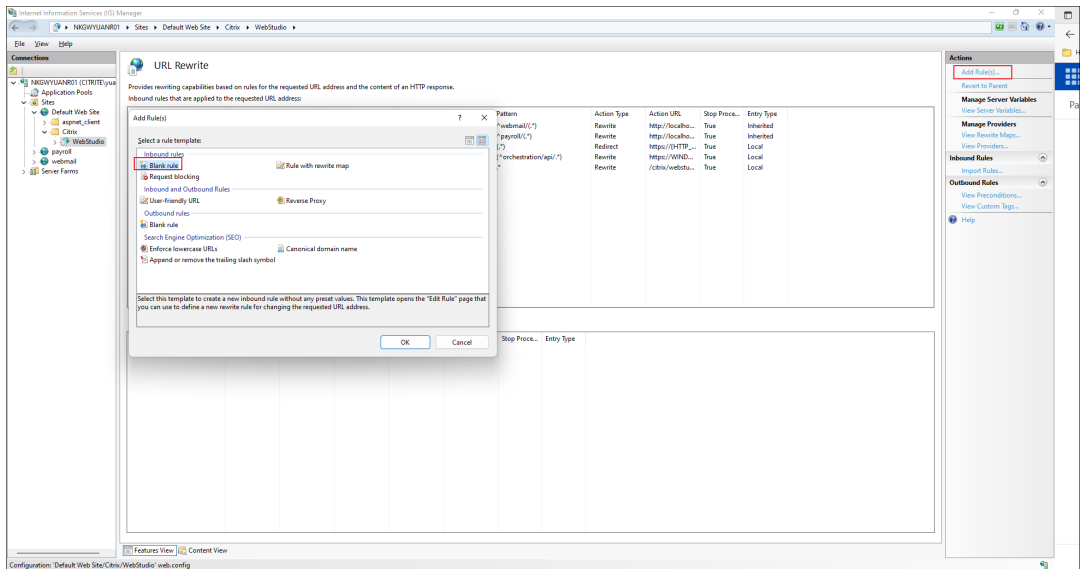 Internet Information Services (IIS) Manager
NKGWYUANR01 Sites Default Web Site Citrix WebStudio
File View Help
Connections
NKGWYUANR01 (CITRITE\yua
Application Pools
Sites
Default Web Site
aspnet_client
Citrix
WebStudio
payroll
webmail
Server Farms
URL Rewrite
Provides rewriting capabilities based on rules for the requested URL address and the content of an HTTP response.
Inbound rules that are applied to the requested URL address:
Pattern Action Type Action URL Stop Proce... Entry Type
^webmail/(.*) Rewrite http://localho... True Inherited
^payroll/(.*) Rewrite http://localho... True Inherited
(.*) Redirect https://{HTTP_... True Local
(^orchestration/api/.*) Rewrite https://WIND... True Local
.* Rewrite /citrix/webstu... True Local
Add Rule(s)
? ×
Select a rule template:
Inbound rules
Blank rule Rule with rewrite map
Request blocking
Inbound and Outbound Rules
User-friendly URL Reverse Proxy
Outbound rules
Blank rule
Search Engine Optimization (SEO)
Enforce lowercase URLs Canonical domain name
Append or remove the trailing slash symbol
Select this template to create a new inbound rule without any preset values. This template opens the "Edit Rule" page that
you can use to define a new rewrite rule for changing the requested URL address.
OK Cancel
Stop Proce... Entry Type
Features View Content View
Actions
Add Rule(s)...
Revert to Parent
Manage Server Variables
View Server Variables...
Manage Providers
View Rewrite Maps...
View Providers...
Inbound Rules
Import Rules...
Outbound Rules
View Preconditions...
View Custom Tags...
Help
Pa
Configuration: 'Default Web Site/Citrix/WebStudio' web.config